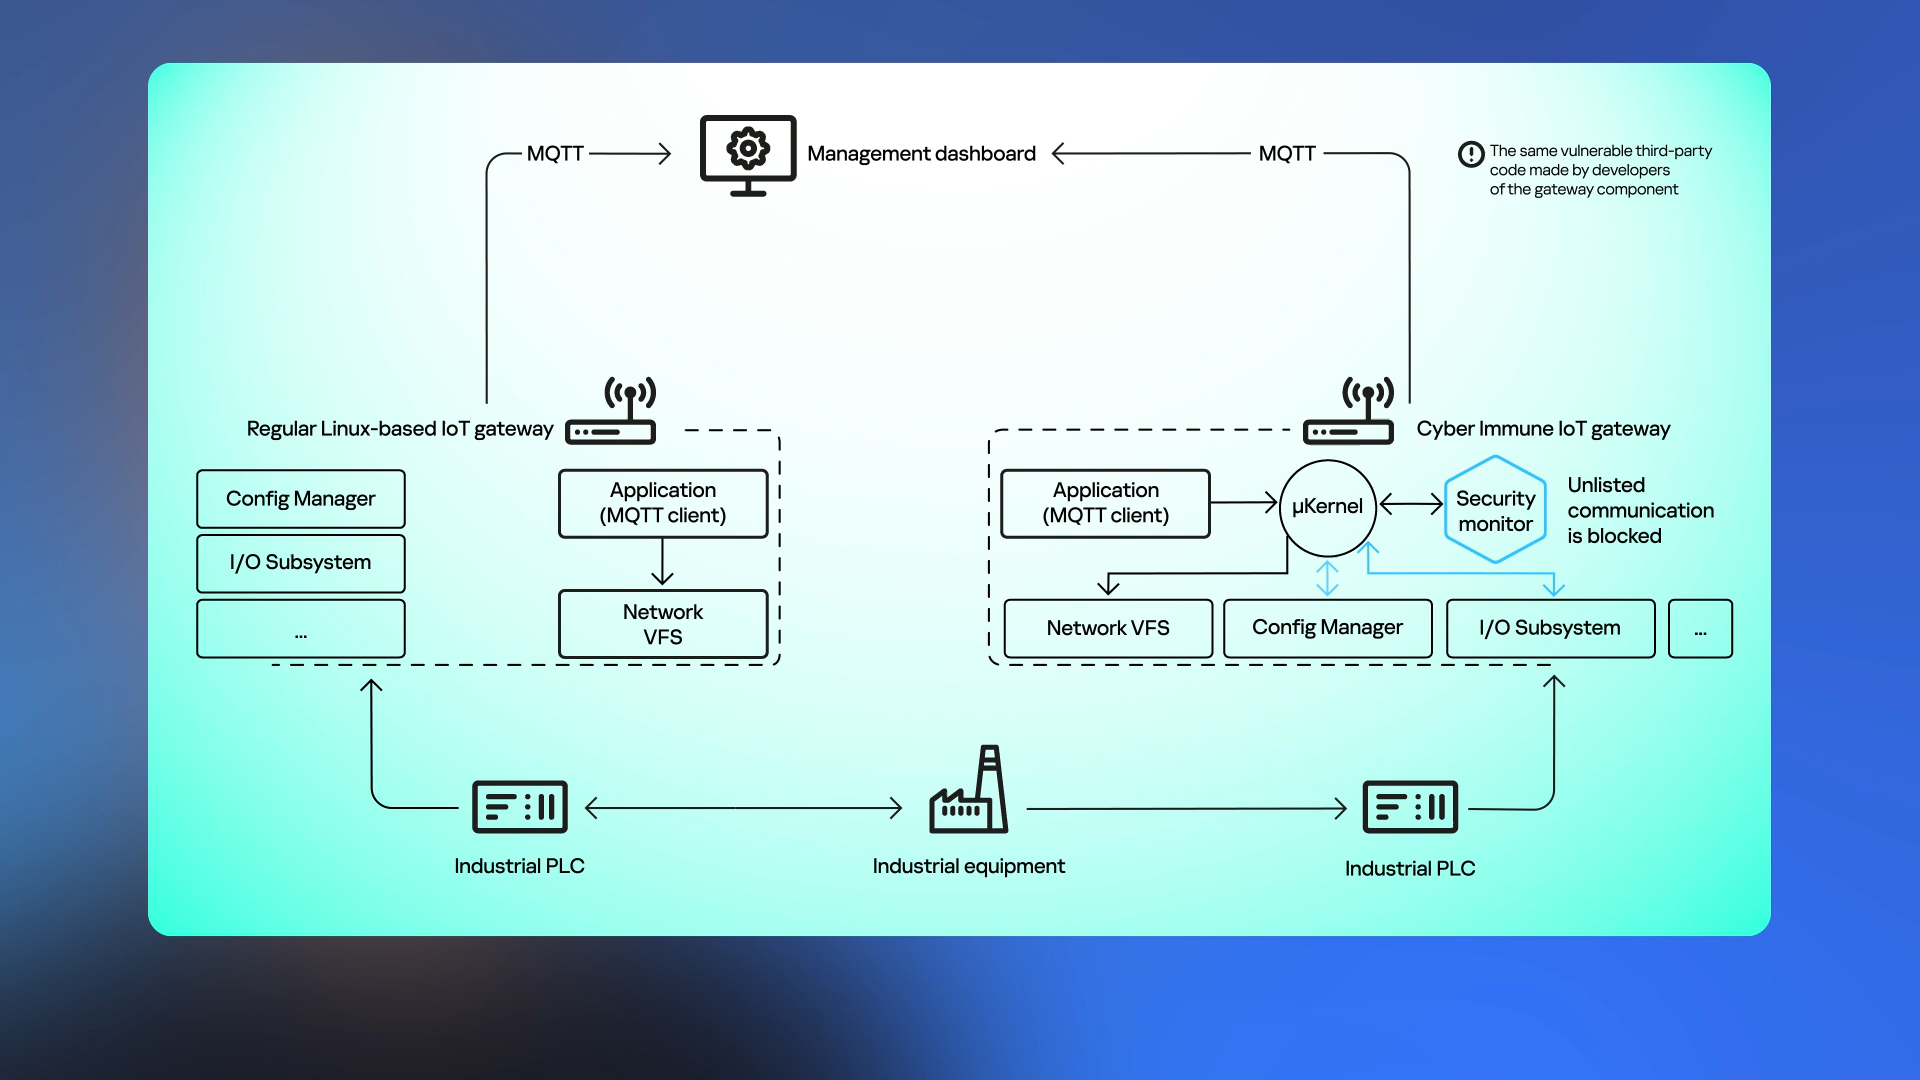 MQTT
Management dashboard
MQTT
The same vulnerable third-party
code made by developers
of the gateway component
Regular Linux-based IoT gateway
Cyber Immune IoT gateway
Config Manager
I/O Subsystem
...
Application
(MQTT client)
Network
VFS
Application
(MQTT client)
µKernel
Security
monitor
Unlisted
communication
is blocked
Network VFS
Config Manager
I/O Subsystem
...
Industrial PLC
Industrial equipment
Industrial PLC